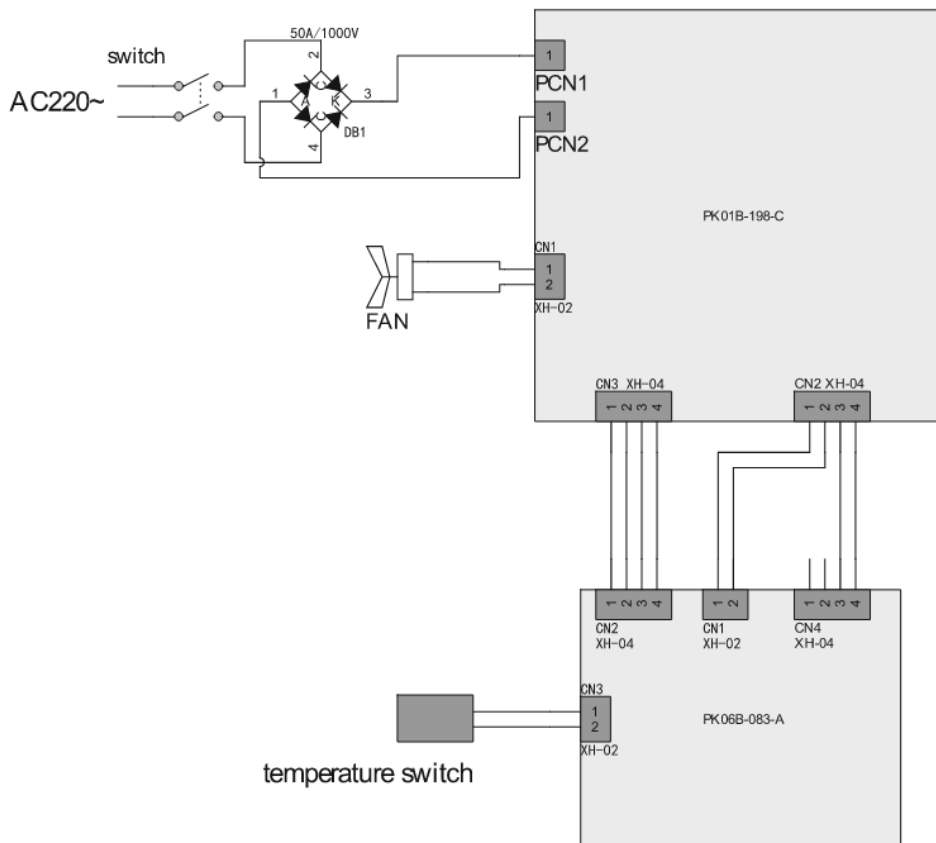 50A/1000V
switch
AC220~
2
1
A
K
3
4
DB1
1
PCN1
1
PCN2
PK01B-198-C
CN1
1
2
XH-02
FAN
CN3 XH-04
1 2 3 4
CN2 XH-04
1 2 3 4
1 2 3 4
CN2
XH-04
1 2
CN1
XH-02
1 2 3 4
CN4
XH-04
CN3
1
2
XH-02
PK06B-083-A
temperature switch